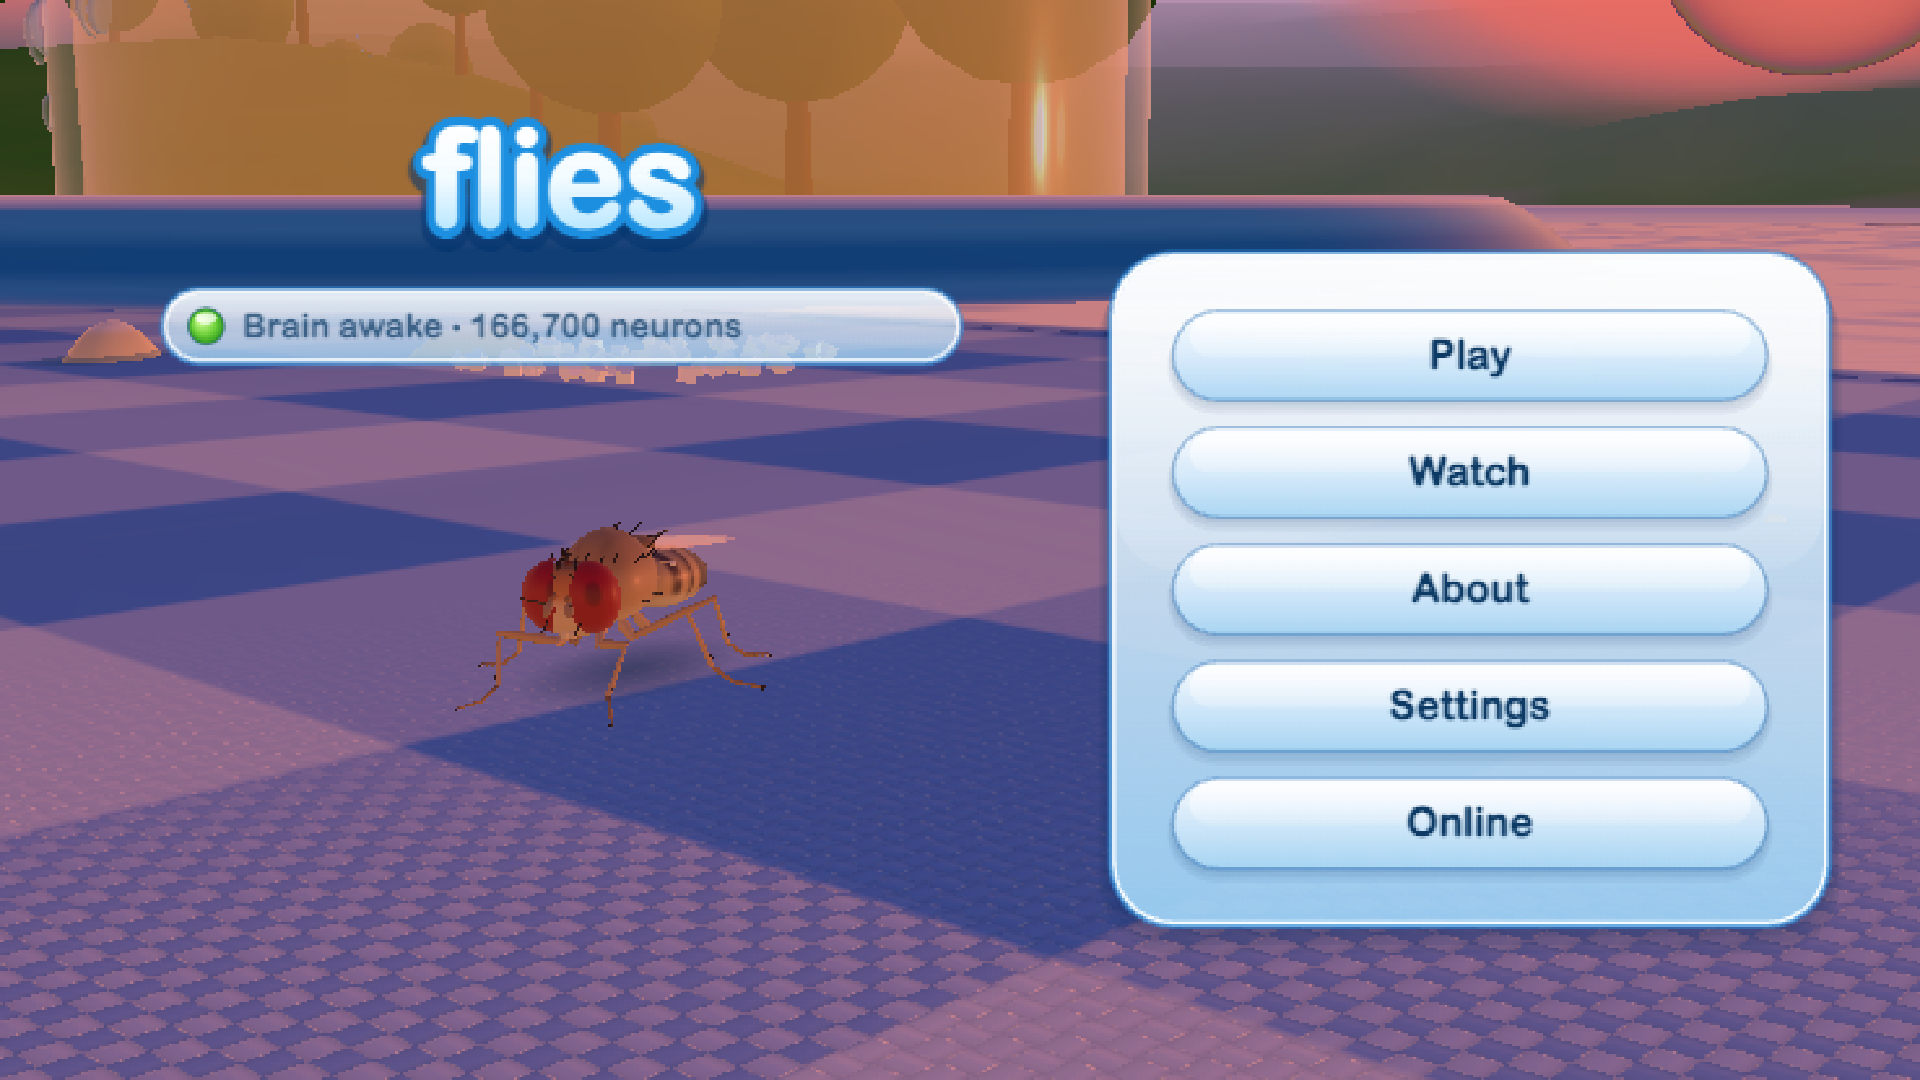 flies
Brain awake · 166,700 neurons
Play
Watch
About
Settings
Online